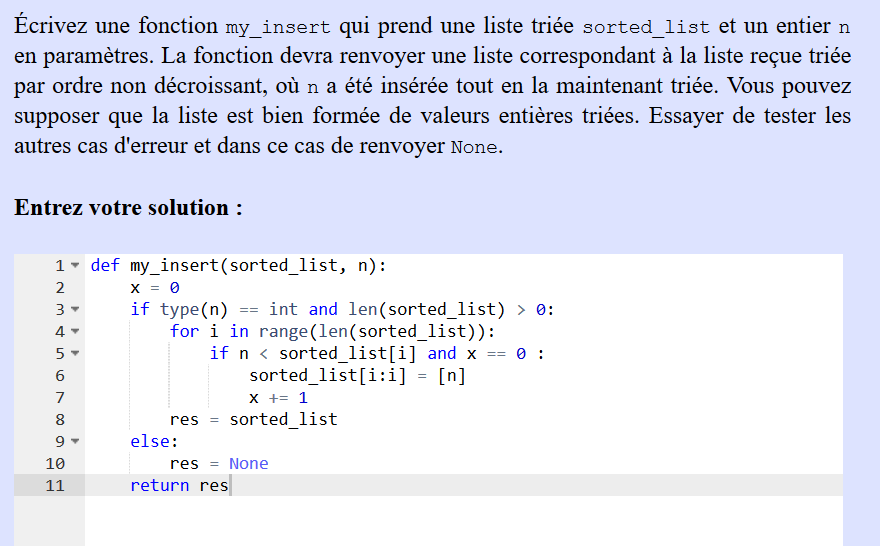 Écrivez une fonction my_insert qui prend une liste triée sorted_list et un entier n
en paramètres. La fonction devra renvoyer une liste correspondant à la liste reçue triée
par ordre non décroissant, où n a été insérée tout en la maintenant triée. Vous pouvez
supposer que la liste est bien formée de valeurs entières triées. Essayer de tester les
autres cas d'erreur et dans ce cas de renvoyer None.
Entrez votre solution :
1 def my_insert(sorted_list, n):
2     x = 0
3     if type(n) == int and len(sorted_list) > 0:
4         for i in range(len(sorted_list)):
5             if n < sorted_list[i] and x == 0 :
6                 sorted_list[i:i] = [n]
7                 x += 1
8         res = sorted_list
9     else:
10         res = None
11     return res